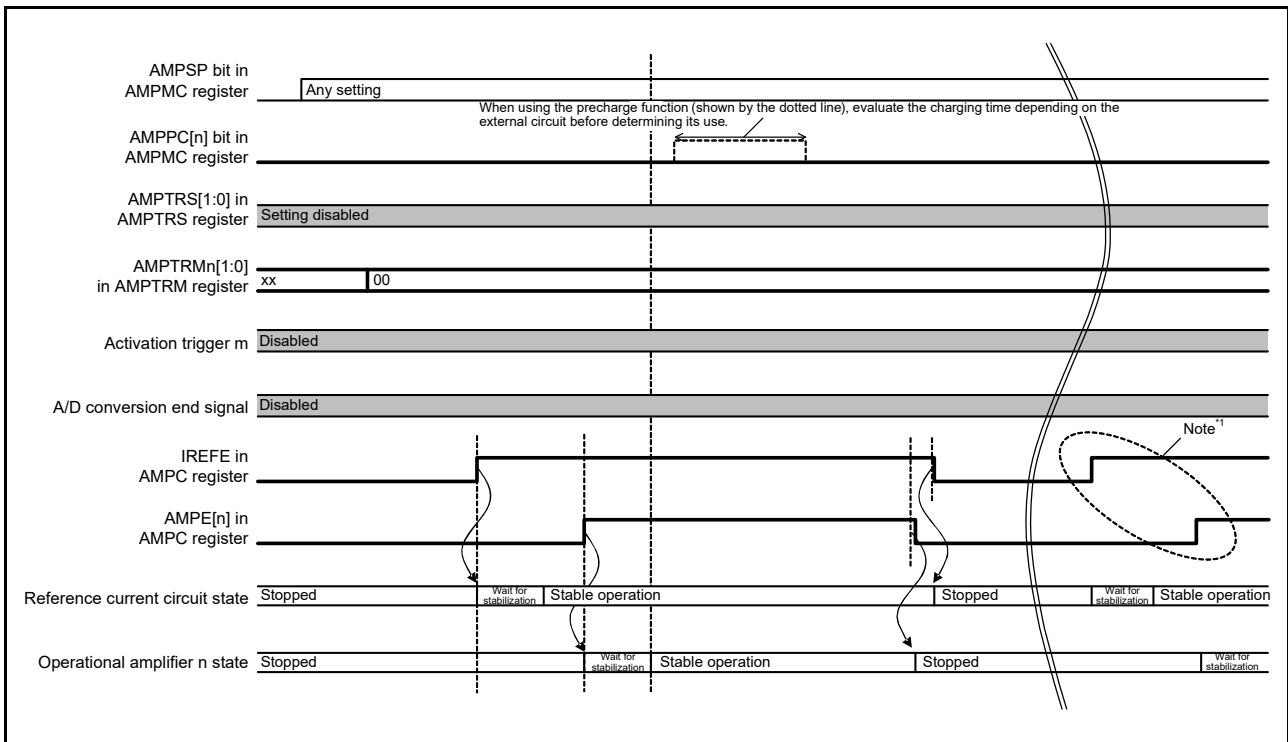 AMPSP bit in
AMPMC register
Any setting
When using the precharge function (shown by the dotted line), evaluate the charging time depending on the
external circuit before determining its use.
AMPPC[n] bit in
AMPMC register
AMPTRS[1:0] in
AMPTRS register
Setting disabled
AMPTRMn[1:0]
in AMPTRM register
xx
00
Activation trigger m
Disabled
A/D conversion end signal
Disabled
Note*1
IREFE in
AMPC register
AMPE[n] in
AMPC register
Reference current circuit state
Stopped
Wait for
stabilization
Stable operation
Stopped
Wait for
stabilization
Stable operation
Operational amplifier n state
Stopped
Wait for
stabilization
Stable operation
Stopped
Wait for
stabilization